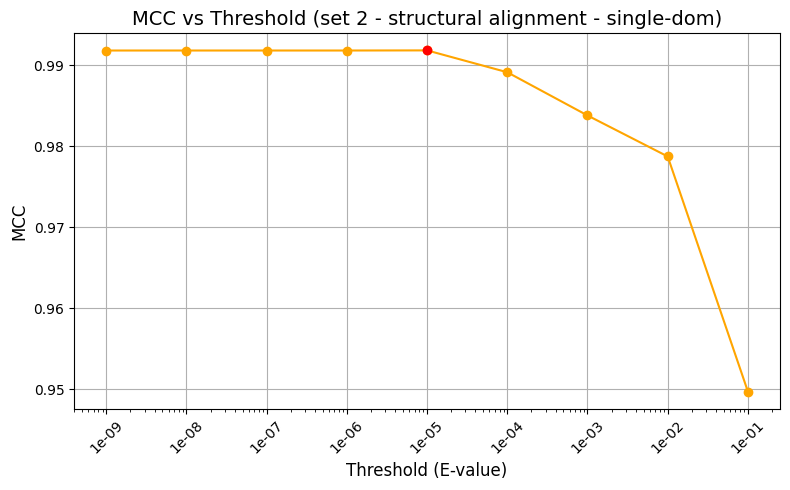 MCC vs Threshold (set 2 - structural alignment - single-dom)
MCC
0.99
0.98
0.97
0.96
0.95
1e-09
1e-08
1e-07
1e-06
1e-05
1e-04
1e-03
1e-02
1e-01
Threshold (E-value)